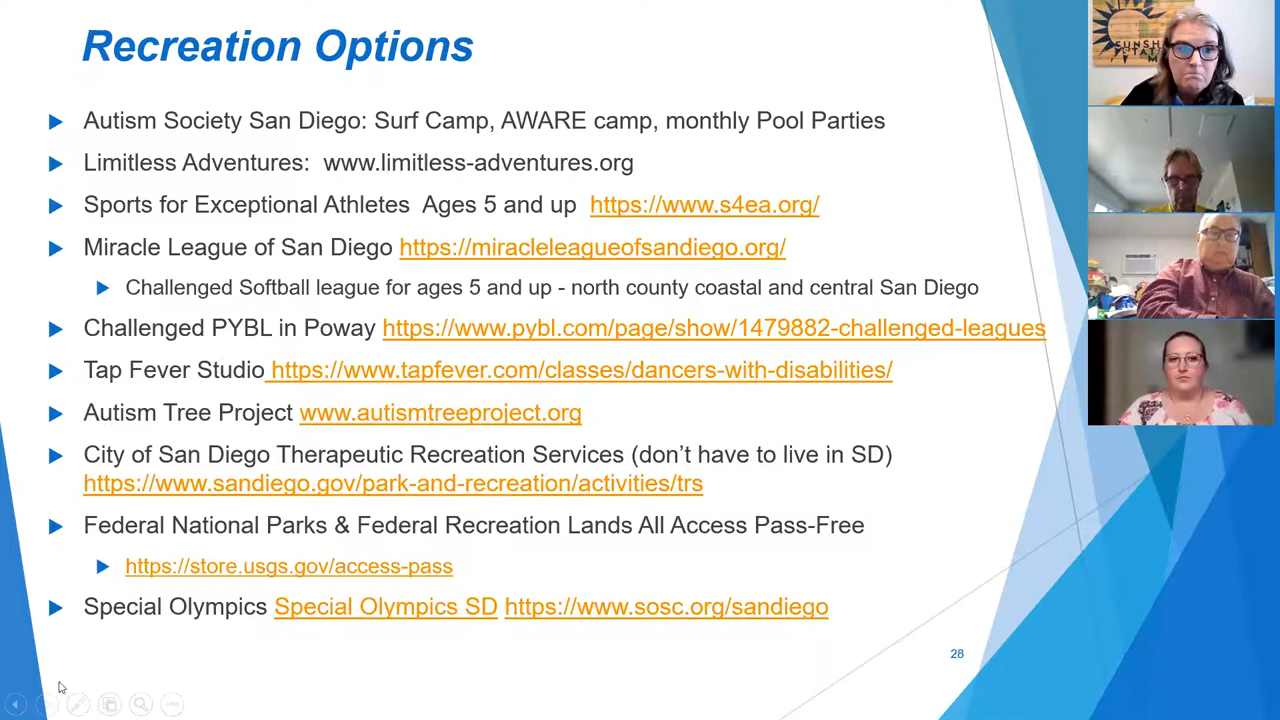 Recreation Options
Autism Society San Diego: Surf Camp, AWARE camp, monthly Pool Parties
Limitless Adventures: www.limitless-adventures.org
Sports for Exceptional Athletes Ages 5 and up https://www.s4ea.org/
Miracle League of San Diego https://miracleleagueofsandiego.org/
Challenged Softball league for ages 5 and up - north county coastal and central San Diego
Challenged PYBL in Poway https://www.pybl.com/page/show/1479882-challenged-leagues
Tap Fever Studio https://www.tapfever.com/classes/dancers-with-disabilities/
Autism Tree Project www.autismtreeproject.org
City of San Diego Therapeutic Recreation Services (don’t have to live in SD)
https://www.sandiego.gov/park-and-recreation/activities/trs
Federal National Parks & Federal Recreation Lands All Access Pass-Free
https://store.usgs.gov/access-pass
Special Olympics Special Olympics SD https://www.sosc.org/sandiego
28